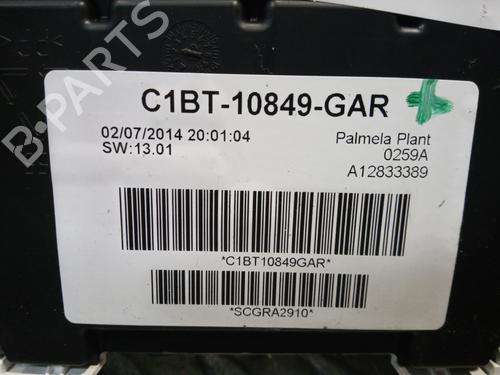 C1BT-10849-GAR
02/07/2014 20:01:04
SW:13.01
Palmela Plant
0259A
A12833389
*C1BT10849GAR*
*SCGRA2910*
B-PARTS